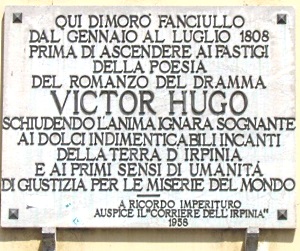 QUI DIMORÒ FANCIULLO
DAL GENNAIO AL LUGLIO 1808
PRIMA DI ASCENDERE AI FASTIGI
DELLA POESIA
DEL ROMANZO DEL DRAMMA
VICTOR HUGO
SCHIUDENDO L'ANIMA IGNARA SOGNANTE
AI DOLCI INDIMENTICABILI INCANTI
DELLA TERRA D'IRPINIA
E AI PRIMI SENSI DI UMANITÁ
DI GIUSTIZIA PER LE MISERIE DEL MONDO
A RICORDO IMPERITURO
AUSPICE IL "CORRIERE DELL'IRPINIA"
1958